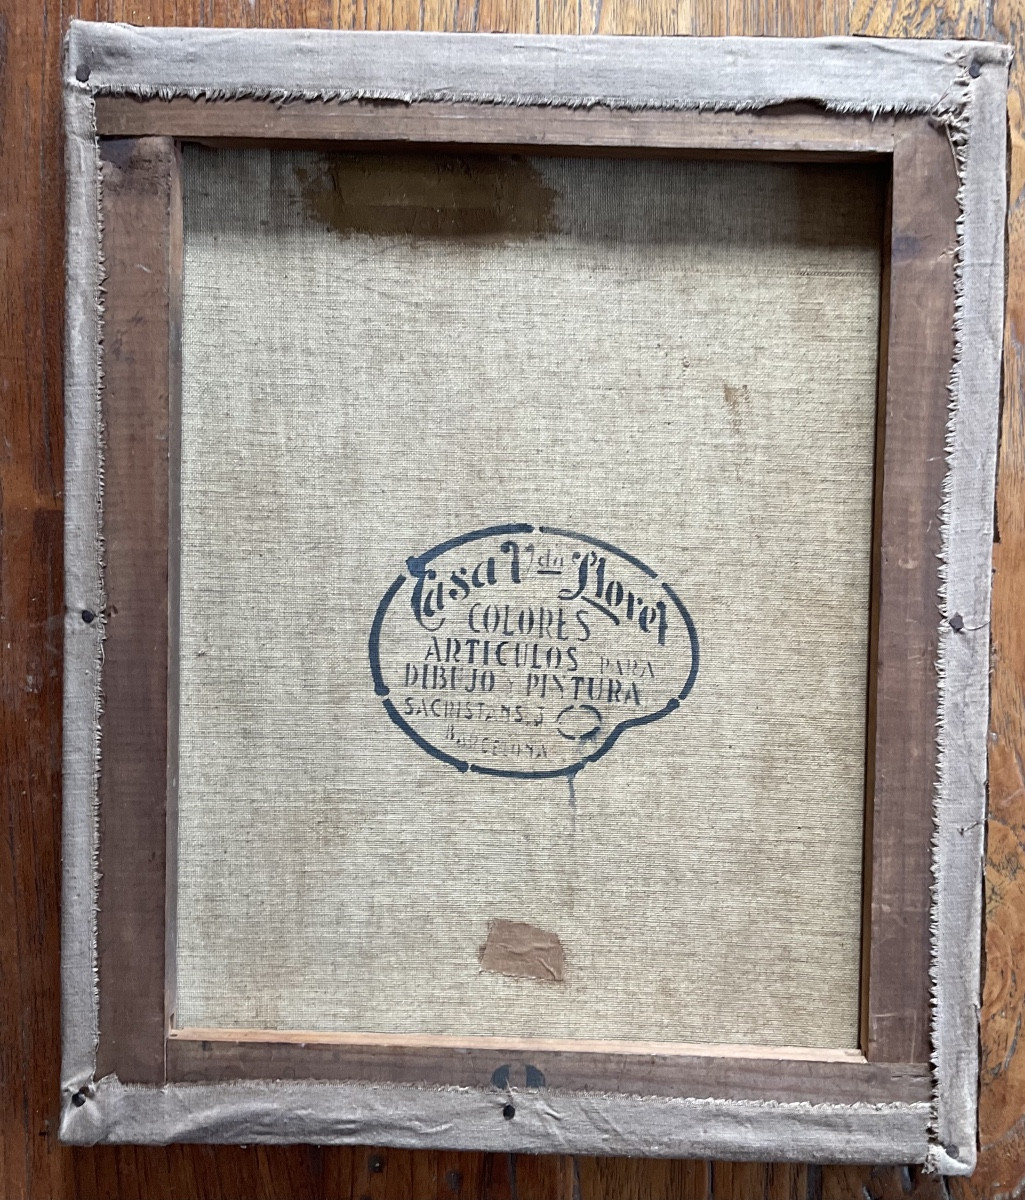 Casa Vda Lloret
COLORES
ARTICULOS PARA
DIBUJO Y PINTURA
SACRISTANS, 3
BARCELONA